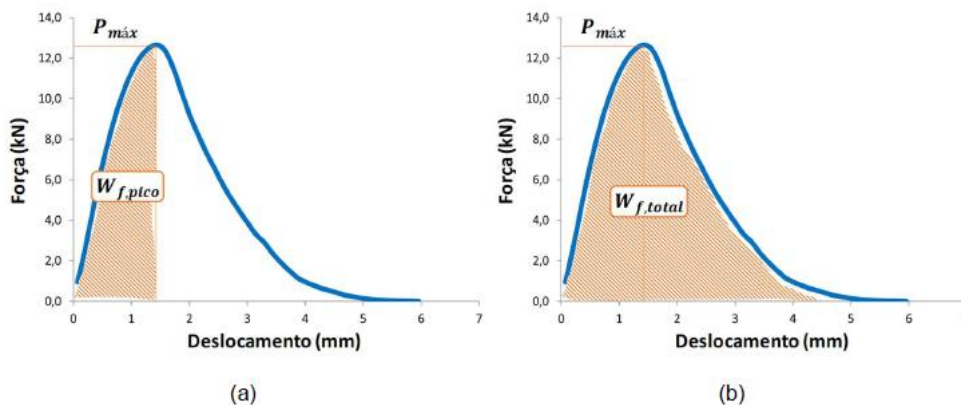 14,0
P máx
12,0
10,0
8,0
6,0
4,0
2,0
0,0
Força (kN)
W f,pico
0 1 2 3 4 5 6 7
Deslocamento (mm)
(a)
14,0
P máx
12,0
10,0
8,0
6,0
4,0
2,0
0,0
Força (kN)
W f,total
0 1 2 3 4 5 6 7
Deslocamento (mm)
(b)